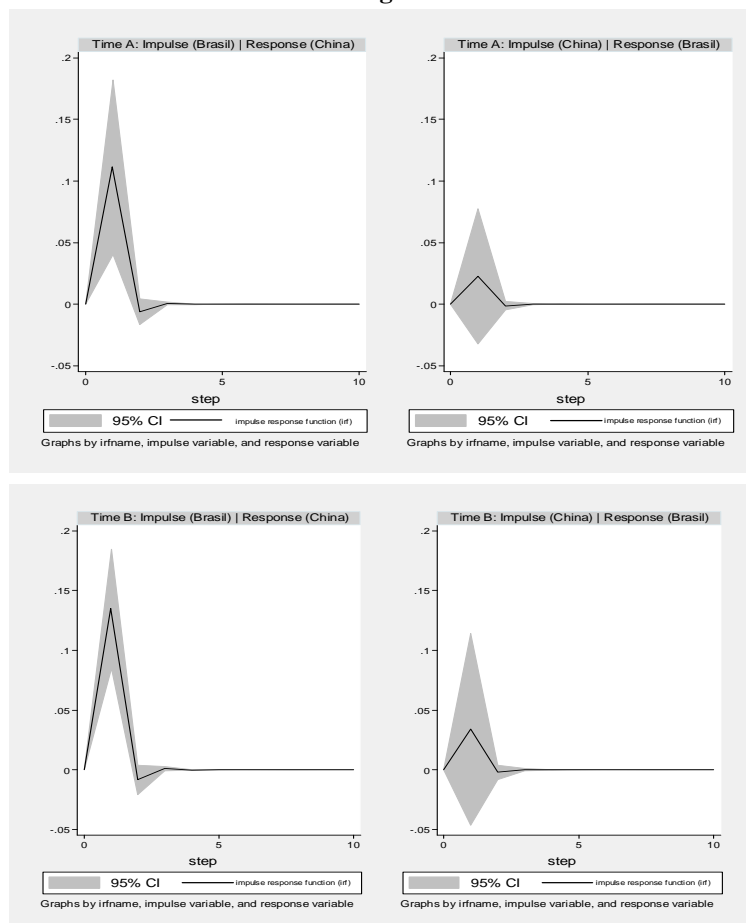 Time A: Impulse (Brasil) | Response (China)
.2
.15
.1
.05
0
-.05
0 5 10
step
95% CI impulse response function (irf)
Graphs by irfname, impulse variable, and response variable
Time A: Impulse (China) | Response (Brasil)
.2
.15
.1
.05
0
-.05
0 5 10
step
95% CI impulse response function (irf)
Graphs by irfname, impulse variable, and response variable
Time B: Impulse (Brasil) | Response (China)
.2
.15
.1
.05
0
-.05
0 5 10
step
95% CI impulse response function (irf)
Graphs by irfname, impulse variable, and response variable
Time B: Impulse (China) | Response (Brasil)
.2
.15
.1
.05
0
-.05
0 5 10
step
95% CI impulse response function (irf)
Graphs by irfname, impulse variable, and response variable